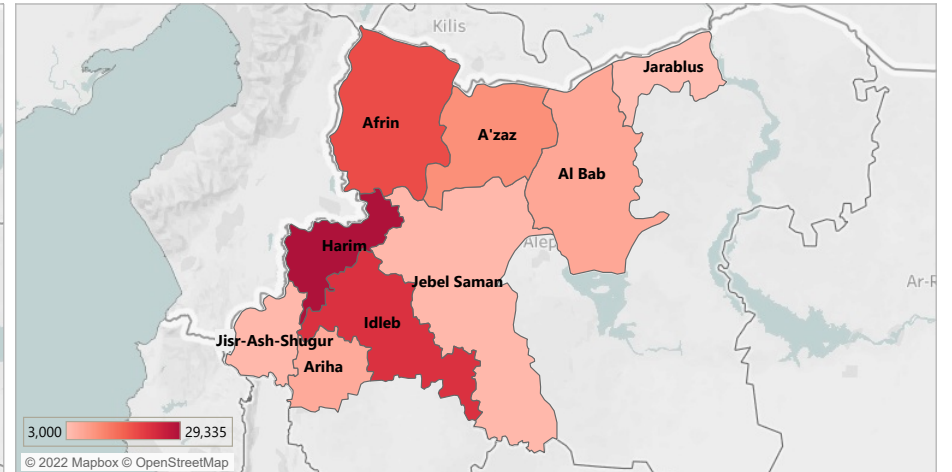 Kilis
Jarablus
Afrin
A'zaz
Al Bab
Harim
Alep
Jebel Saman
Ar-R
Idleb
Jisr-Ash-Shugur
Ariha
3,000
29,335
© 2022 Mapbox © OpenStreetMap